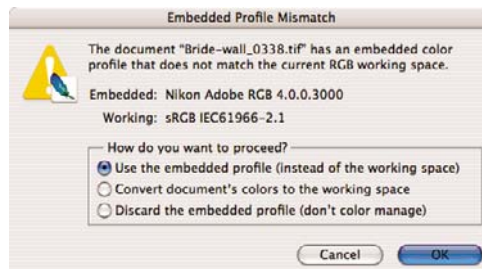 Embedded Profile Mismatch
The document "Bride-wall_0338.tif" has an embedded color
profile that does not match the current RGB working space.
Embedded: Nikon Adobe RGB 4.0.0.3000
Working: sRGB IEC61966-2.1
How do you want to proceed?
Use the embedded profile (instead of the working space)
Convert document's colors to the working space
Discard the embedded profile (don't color manage)
Cancel OK